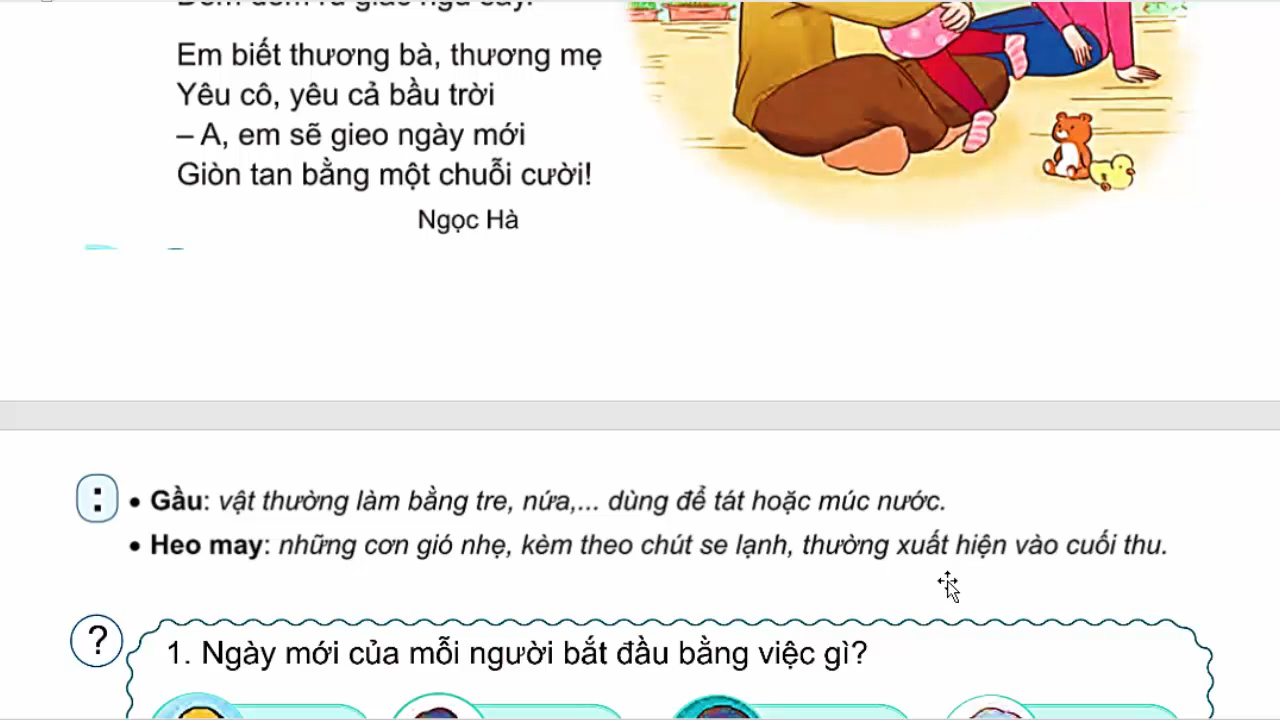 Em biết thương bà, thương mẹ
Yêu cô, yêu cả bầu trời
– A, em sẽ gieo ngày mới
Giòn tan bằng một chuỗi cười!
Ngọc Hà
: • Gầu: vật thường làm bằng tre, nứa,... dùng để tát hoặc múc nước.
• Heo may: những cơn gió nhẹ, kèm theo chút se lạnh, thường xuất hiện vào cuối thu.
? 1. Ngày mới của mỗi người bắt đầu bằng việc gì?